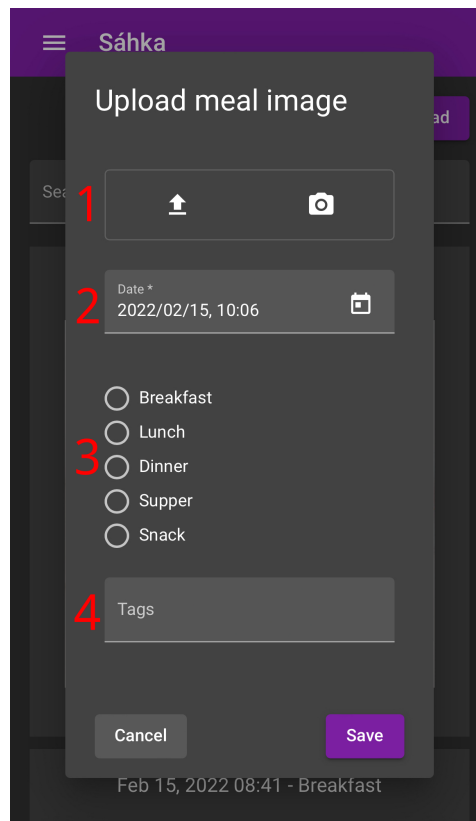 Sáhka
Upload meal image
ad
Sea
1
2
Date *
2022/02/15, 10:06
3
Breakfast
Lunch
Dinner
Supper
Snack
4
Tags
Cancel
Save
Feb 15, 2022 08:41 - Breakfast